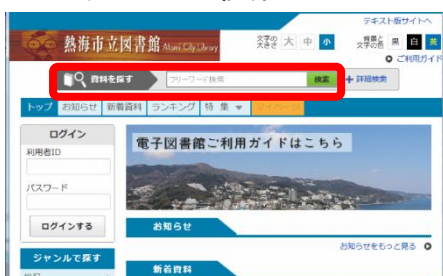 テキスト版サイトへ
熱海市立図書館 Atami City Library
文字の大きさ 大 中 小 背景と文字の色 黒 白 黄
ご利用ガイド
資料を探す フリーワード検索 検索 + 詳細検索
トップ お知らせ 新着資料 ランキング 特 集 ▼ マイページ
ログイン
利用者ID
パスワード
ログインする
ジャンルで探す
電子図書館ご利用ガイドはこちら
お知らせ
お知らせをもっと見る
新着資料